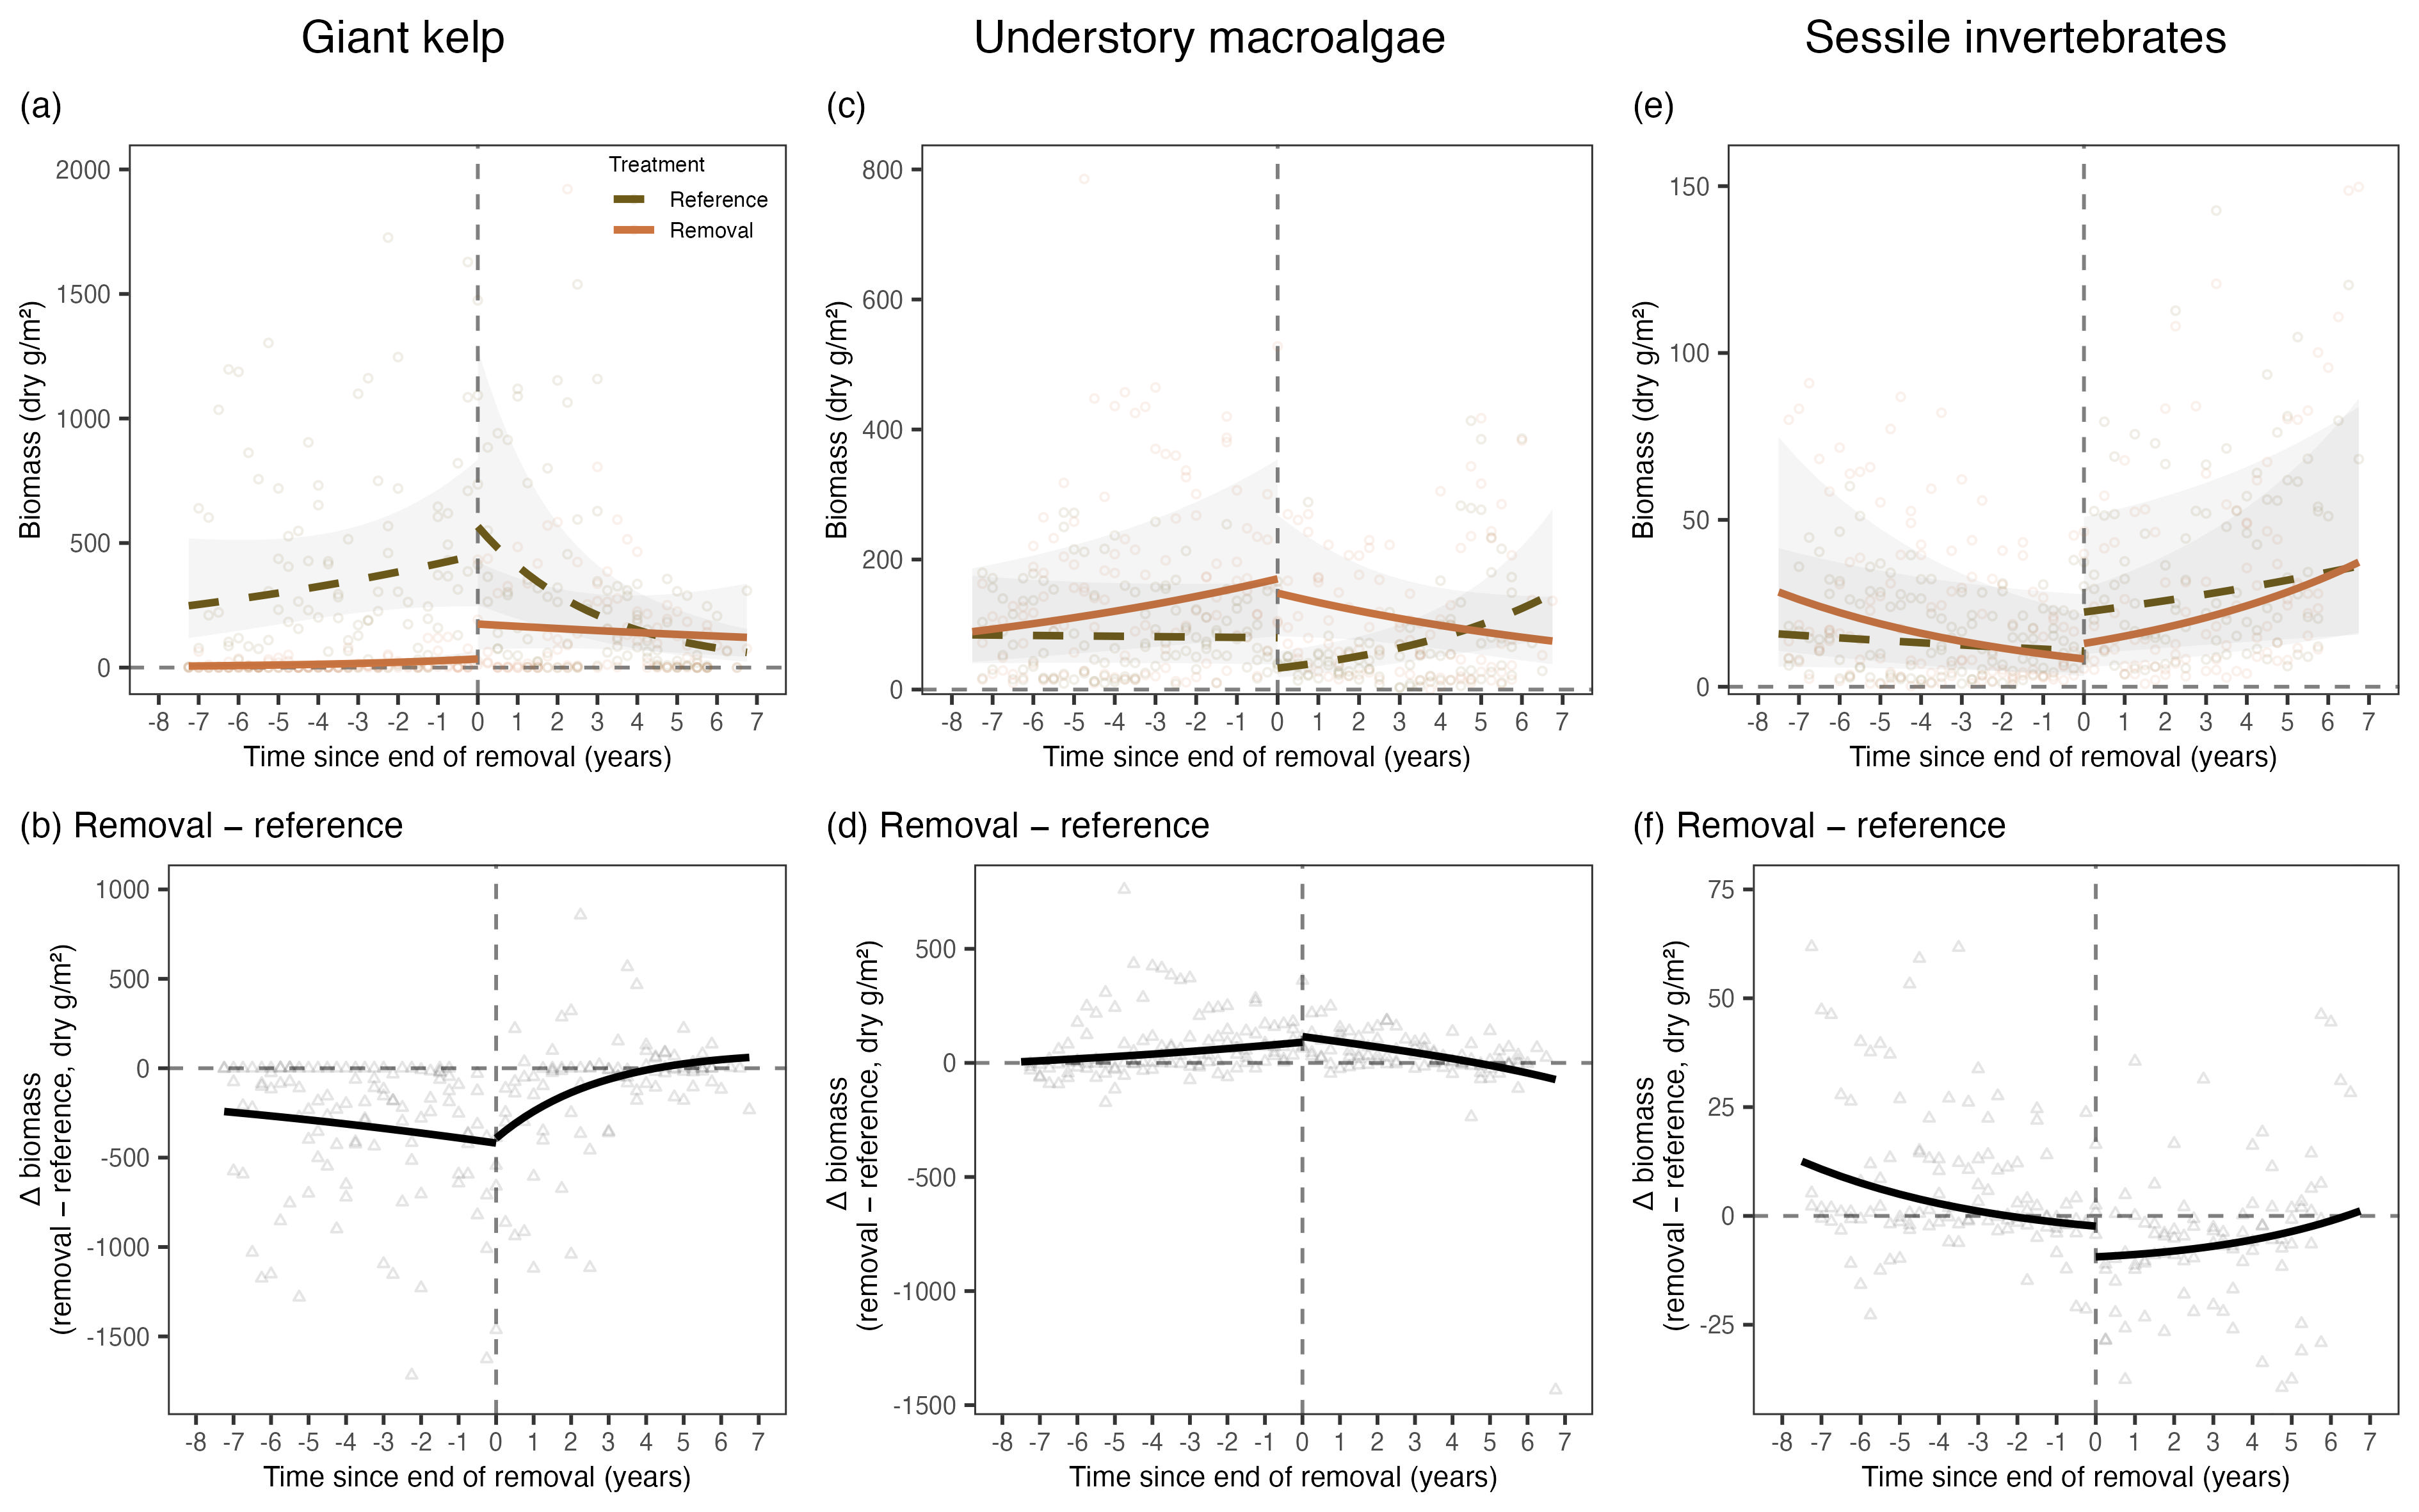 Giant kelp
Understory macroalgae
Sessile invertebrates
(a)
2000
1500
1000
500
0
Biomass (dry g/m²)
Treatment
Reference
Removal
-8 -7 -6 -5 -4 -3 -2 -1 0 1 2 3 4 5 6 7
Time since end of removal (years)
(c)
800
600
400
200
0
Biomass (dry g/m²)
-8 -7 -6 -5 -4 -3 -2 -1 0 1 2 3 4 5 6 7
Time since end of removal (years)
(e)
150
100
50
0
Biomass (dry g/m²)
-8 -7 -6 -5 -4 -3 -2 -1 0 1 2 3 4 5 6 7
Time since end of removal (years)
(b) Removal − reference
1000
500
0
-500
-1000
-1500
Δ biomass
(removal − reference, dry g/m²)
-8 -7 -6 -5 -4 -3 -2 -1 0 1 2 3 4 5 6 7
Time since end of removal (years)
(d) Removal − reference
500
0
-500
-1000
-1500
Δ biomass
(removal − reference, dry g/m²)
-8 -7 -6 -5 -4 -3 -2 -1 0 1 2 3 4 5 6 7
Time since end of removal (years)
(f) Removal − reference
75
50
25
0
-25
Δ biomass
(removal − reference, dry g/m²)
-8 -7 -6 -5 -4 -3 -2 -1 0 1 2 3 4 5 6 7
Time since end of removal (years)